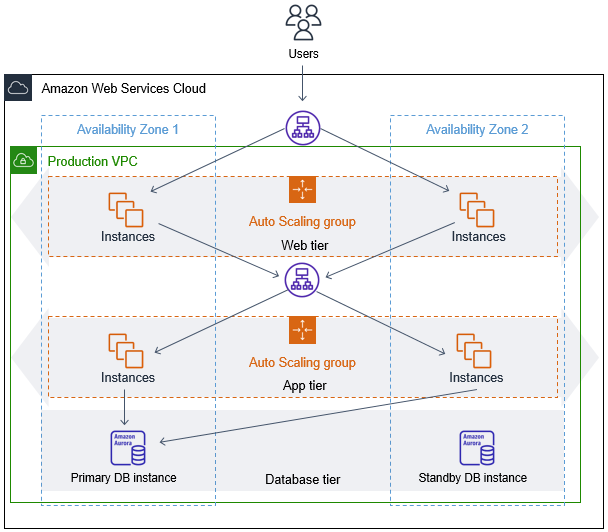 Users
Amazon Web Services Cloud
Availability Zone 1
Availability Zone 2
Production VPC
Auto Scaling group
Instances
Instances
Web tier
Auto Scaling group
Instances
Instances
App tier
Amazon
Aurora
Amazon
Aurora
Primary DB instance
Database tier
Standby DB instance